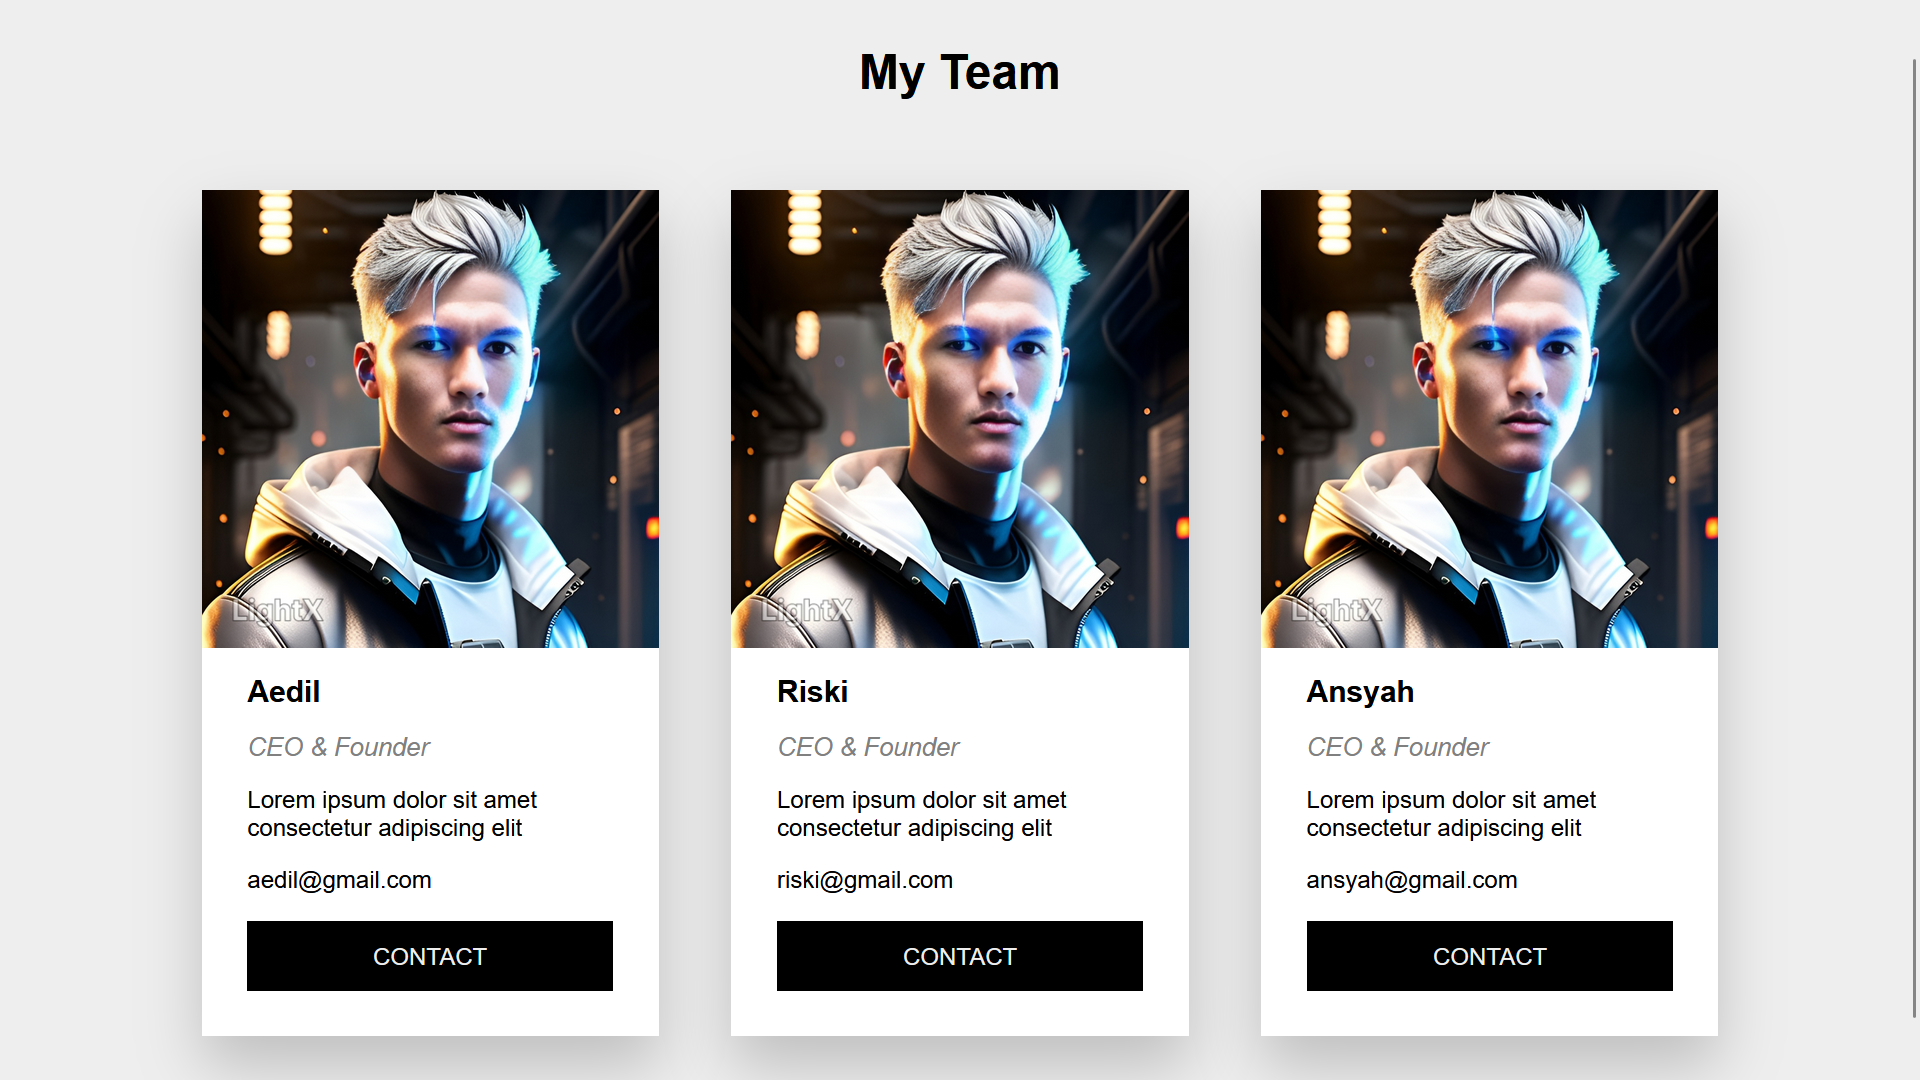 My Team
LightX
Aedil
CEO & Founder
Lorem ipsum dolor sit amet
consectetur adipiscing elit
aedil@gmail.com
CONTACT
LightX
Riski
CEO & Founder
Lorem ipsum dolor sit amet
consectetur adipiscing elit
riski@gmail.com
CONTACT
LightX
Ansyah
CEO & Founder
Lorem ipsum dolor sit amet
consectetur adipiscing elit
ansyah@gmail.com
CONTACT